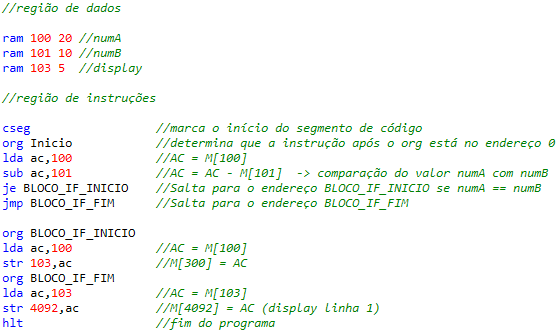 //região de dados
ram 100 20 //numA
ram 101 10 //numB
ram 103 5 //display
//região de instruções
cseg //marca o início do segmento de código
org Inicio //determina que a instrução após o org está no endereço 0
lda ac,100 //AC = M[100]
sub ac,101 //AC = AC - M[101] -> comparação do valor numA com numB
je BLOCO_IF_INICIO //Salta para o endereço BLOCO_IF_INICIO se numA == numB
jmp BLOCO_IF_FIM //Salta para o endereço BLOCO_IF_FIM
org BLOCO_IF_INICIO
lda ac,100 //AC = M[100]
str 103,ac //M[300] = AC
org BLOCO_IF_FIM
lda ac,103 //AC = M[103]
str 4092,ac //M[4092] = AC (display linha 1)
hlt //fim do programa